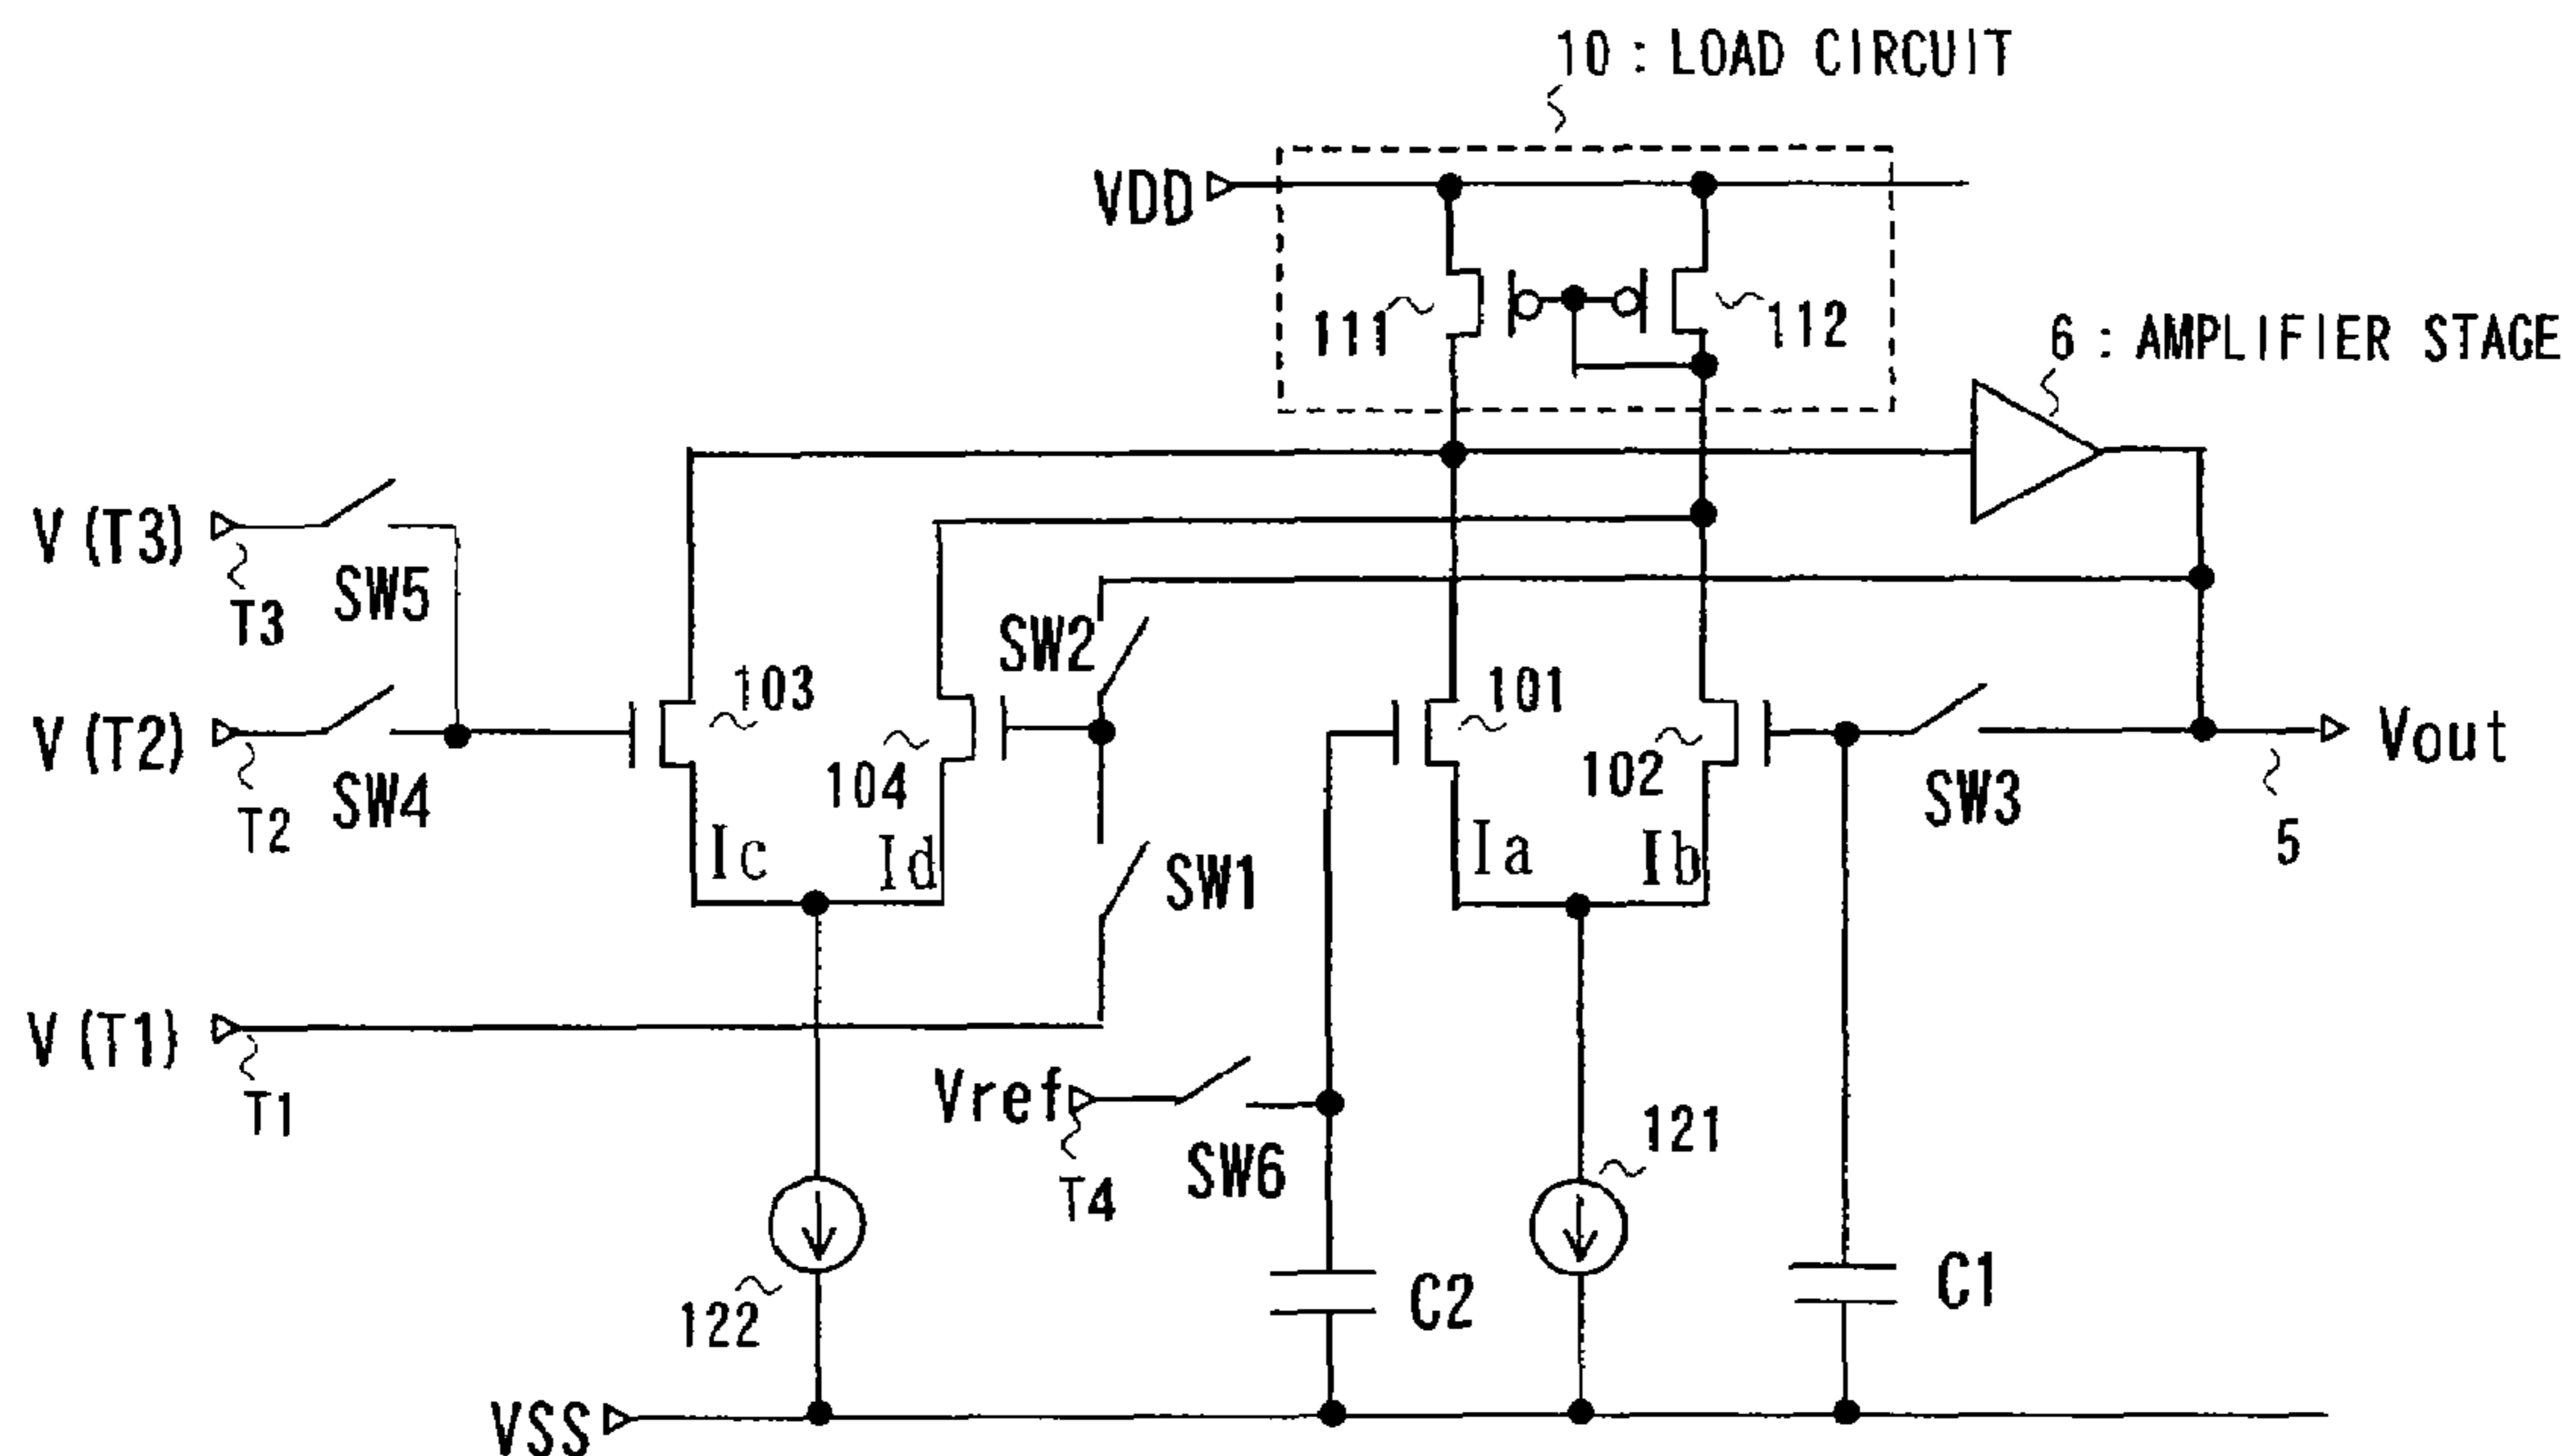 10 : LOAD CIRCUIT
VDD
111
112
6 : AMPLIFIER STAGE
V (T3)
T3
SW5
SW2
103
101
V (T2)
T2
SW4
104
102
SW3
Vout
5
Ic
Id
Ia
Ib
SW1
V (T1)
T1
Vref
T4
SW6
121
122
C2
C1
VSS